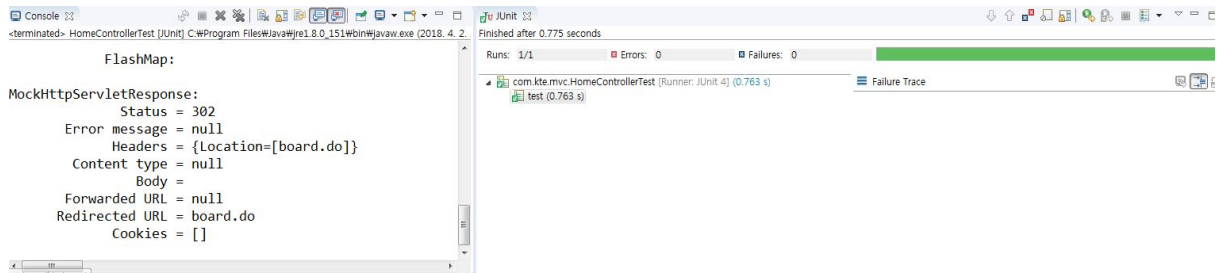 Console
<terminated> HomeControllerTest [JUnit] C:₩Program Files₩Java₩jre1.8.0_151₩bin₩javaw.exe (2018. 4. 2.
FlashMap:
MockHttpServletResponse:
Status = 302
Error message = null
Headers = {Location=[board.do]}
Content type = null
Body =
Forwarded URL = null
Redirected URL = board.do
Cookies = []
JUnit
Finished after 0.775 seconds
Runs: 1/1 Errors: 0 Failures: 0
com.kte.mvc.HomeControllerTest [Runner: JUnit 4] (0.763 s)
test (0.763 s)
Failure Trace